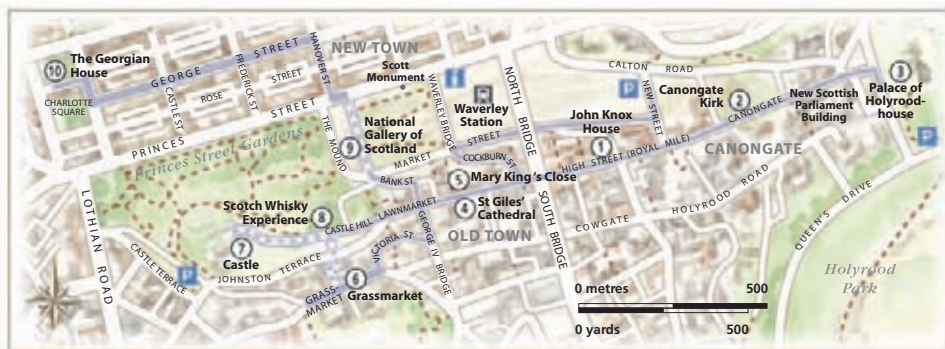 10
The Georgian
House
CHARLOTTE
SQUARE
GEORGE STREET
HANOVER ST
FREDERICK ST
CASTLE ST
ROSE STREET
PRINCES STREET
Princes Street Gardens
NEW TOWN
Scott
Monument
WAVERLEY BRIDGE
i
Waverley
Station
NORTH BRIDGE
CALTON ROAD
P
NEW STREET
Canongate
Kirk
2
CANONGATE
New Scottish
Parliament
Building
3
Palace of
Holyrood-
house
P
THE MOUND
9
National
Gallery of
Scotland
MARKET STREET
COCKBURN ST
John Knox
House
1
HIGH STREET (ROYAL MILE)
CANONGATE
BANK ST
5
Mary King's Close
4
St Giles'
Cathedral
SOUTH BRIDGE
COWGATE
HOLYROOD ROAD
QUEEN'S DRIVE
Holyrood
Park
LOTHIAN ROAD
Scotch Whisky
Experience
8
CASTLE HILL
LAWNMARKET
GEORGE IV BRIDGE
OLD TOWN
7
Castle
CASTLE TERRACE
P
JOHNSTON TERRACE
VICTORIA ST
6
Grassmarket
GRASS-
MARKET
0 metres 500
0 yards 500